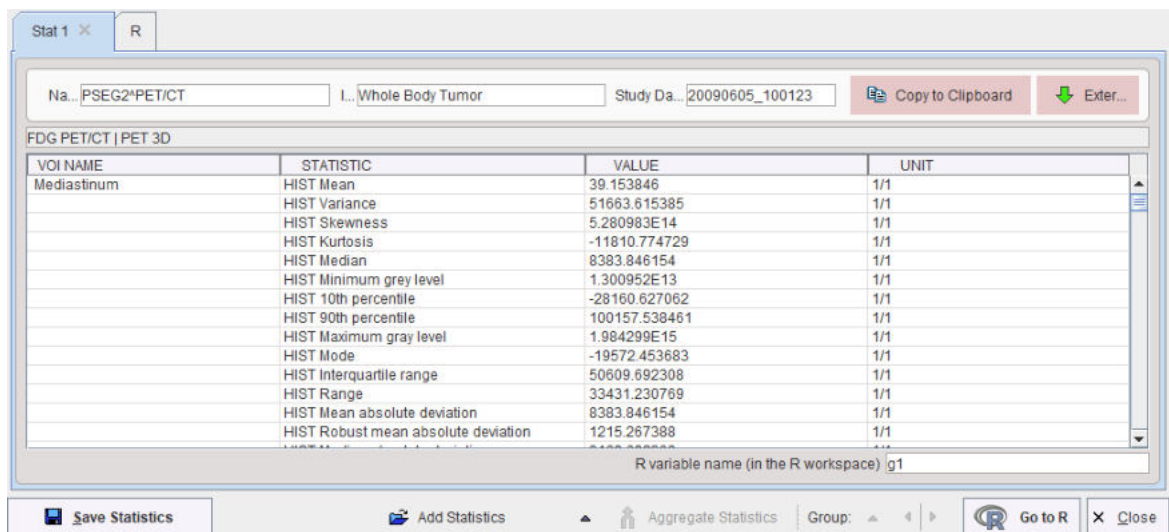 Stat 1 R
Na... PSEG2^PET/CT I... Whole Body Tumor Study Da... 20090605_100123 Copy to Clipboard Exter...
FDG PET/CT | PET 3D
VOI NAME STATISTIC VALUE UNIT
Mediastinum HIST Mean 39.153846 1/1
HIST Variance 51663.615385 1/1
HIST Skewness 5.280983E14 1/1
HIST Kurtosis -11810.774729 1/1
HIST Median 8383.846154 1/1
HIST Minimum grey level 1.300952E13 1/1
HIST 10th percentile -28160.627062 1/1
HIST 90th percentile 100157.538461 1/1
HIST Maximum gray level 1.984299E15 1/1
HIST Mode -19572.453683 1/1
HIST Interquartile range 50609.692308 1/1
HIST Range 33431.230769 1/1
HIST Mean absolute deviation 8383.846154 1/1
HIST Robust mean absolute deviation 1215.267388 1/1
R variable name (in the R workspace) g1
Save Statistics Add Statistics Aggregate Statistics Group: R Go to R Close